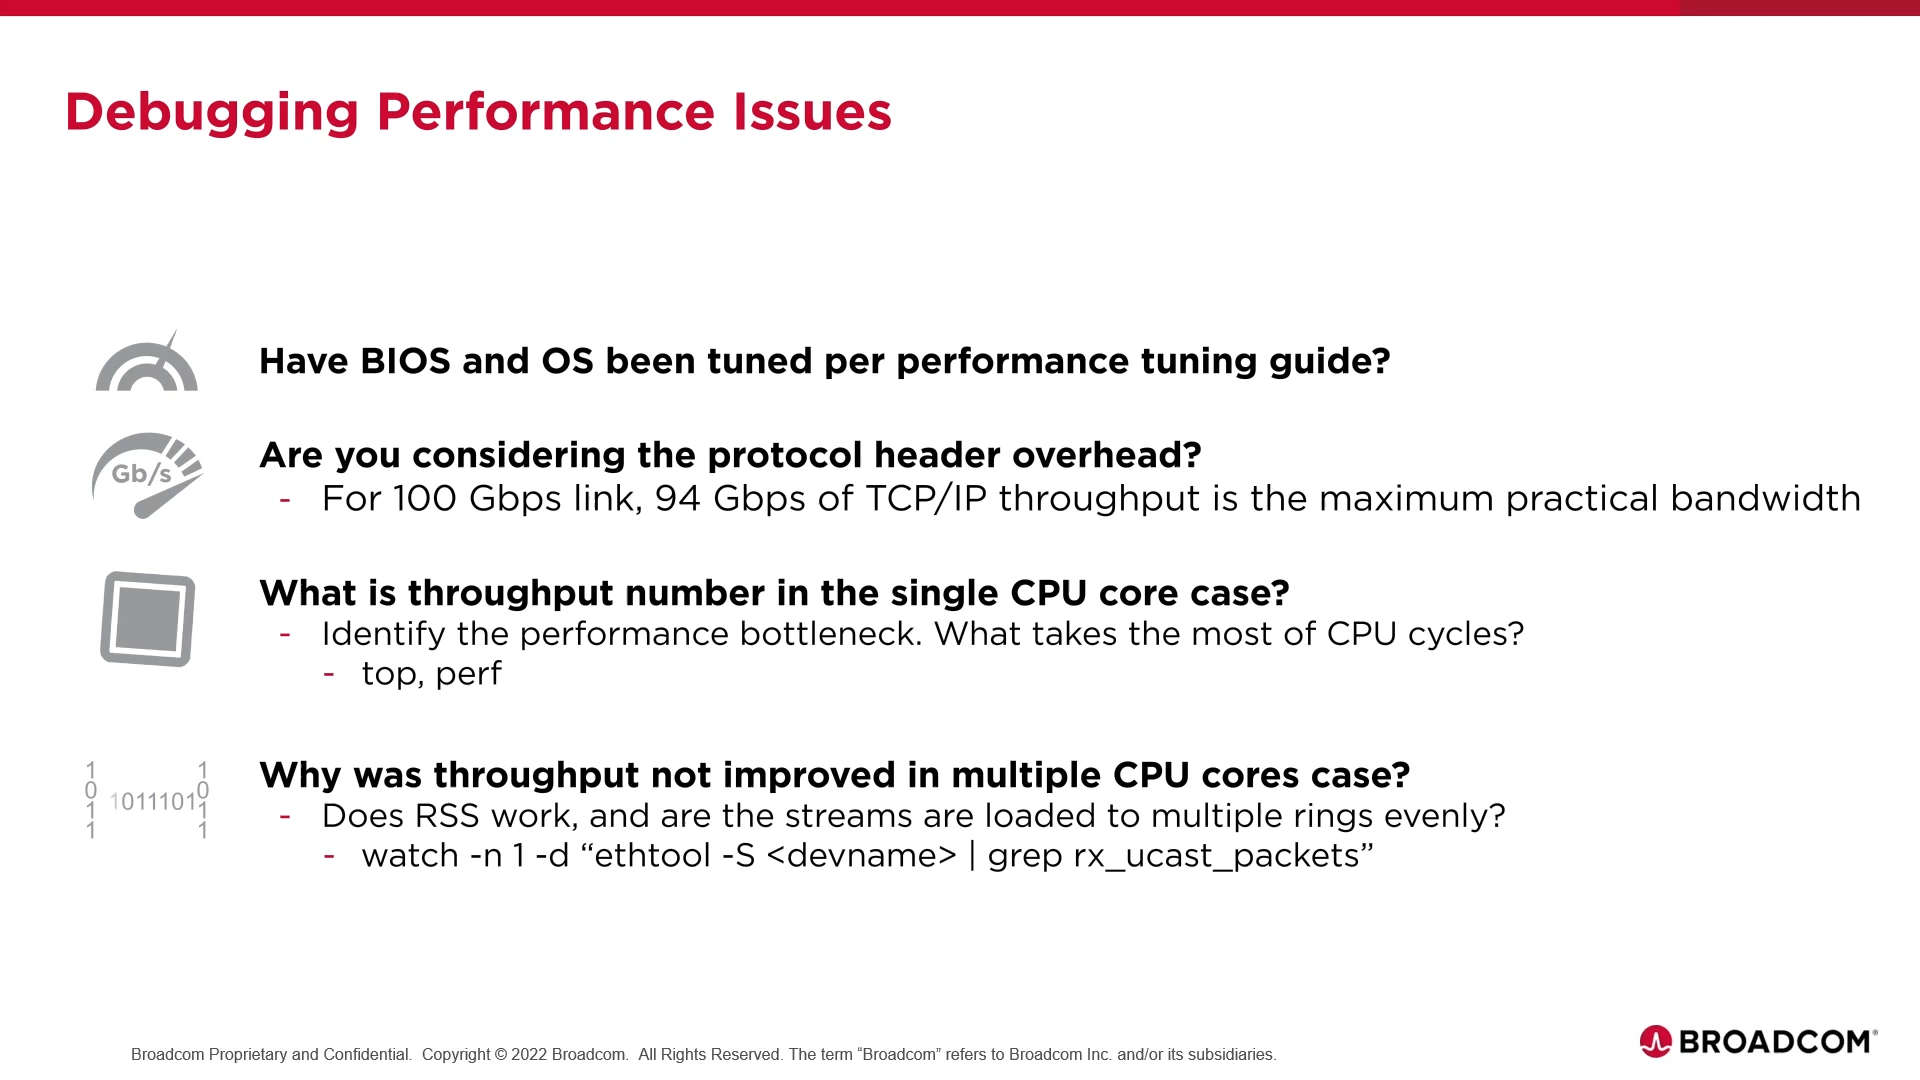 Debugging Performance Issues
Have BIOS and OS been tuned per performance tuning guide?
Gb/s
Are you considering the protocol header overhead?
- For 100 Gbps link, 94 Gbps of TCP/IP throughput is the maximum practical bandwidth
What is throughput number in the single CPU core case?
- Identify the performance bottleneck. What takes the most of CPU cycles?
- top, perf
1
0
1
1
1011101
1
0
1
1
Why was throughput not improved in multiple CPU cores case?
- Does RSS work, and are the streams are loaded to multiple rings evenly?
- watch -n 1 -d “ethtool -S <devname> | grep rx_ucast_packets”
Broadcom Proprietary and Confidential. Copyright © 2022 Broadcom. All Rights Reserved. The term “Broadcom” refers to Broadcom Inc. and/or its subsidiaries.
BROADCOM®